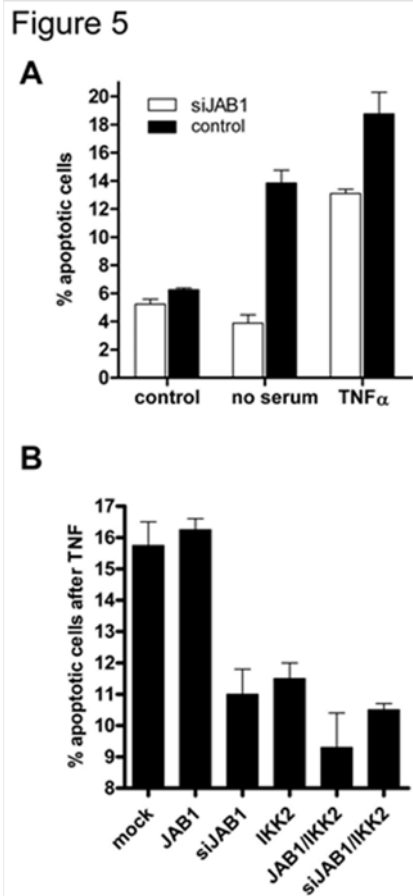 Figure 5
A
20
18
16
14
12
10
8
6
4
2
0
% apoptotic cells
siJAB1
control
control no serum TNFα
B
17
16
15
14
13
12
11
10
9
8
% apoptotic cells after TNF
mock JAB1 siJAB1 IKK2 JAB1/IKK2 siJAB1/IKK2